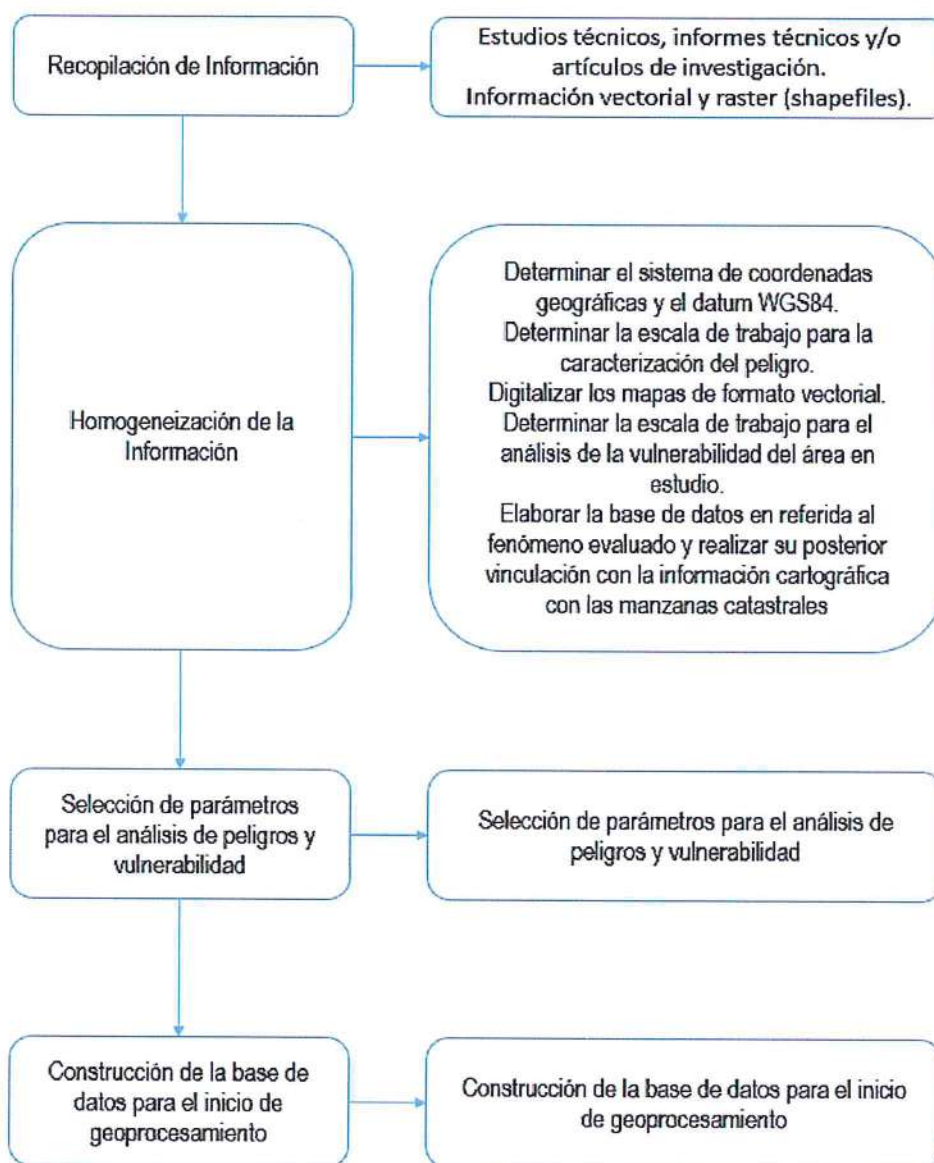 Recopilación de Información
Estudios técnicos, informes técnicos y/o
artículos de investigación.
Información vectorial y raster (shapefiles).
Homogeneización de la
Información
Determinar el sistema de coordenadas
geográficas y el datum WGS84.
Determinar la escala de trabajo para la
caracterización del peligro.
Digitalizar los mapas de formato vectorial.
Determinar la escala de trabajo para el
análisis de la vulnerabilidad del área en
estudio.
Elaborar la base de datos en referida al
fenómeno evaluado y realizar su posterior
vinculación con la información cartográfica
con las manzanas catastrales
Selección de parámetros
para el análisis de peligros y
vulnerabilidad
Selección de parámetros para el análisis de
peligros y vulnerabilidad
Construcción de la base de
datos para el inicio de
geoprocesamiento
Construcción de la base de datos para el inicio
de geoprocesamiento